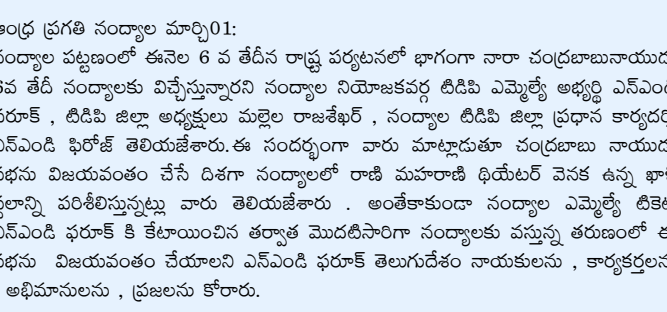 ఆంధ్ర ప్రగతి నంద్యాల మార్చి01:
నంద్యాల పట్టణంలో ఈనెల 6 వ తేదీన రాష్ట్ర పర్యటనలో భాగంగా నారా చంద్రబాబునాయుడు
6వ తేదీ నంద్యాలకు విచ్చేస్తున్నారని నంద్యాల నియోజకవర్గ టిడిపి ఎమ్మెల్యే అభ్యర్థి ఎన్ఎండి
ఫరూక్ , టిడిపి జిల్లా అధ్యక్షులు మల్లెల రాజశేఖర్ , నంద్యాల టిడిపి జిల్లా ప్రధాన కార్యదర్శి
ఎన్ఎండి ఫిరోజ్ తెలియజేశారు.ఈ సందర్భంగా వారు మాట్లాడుతూ చంద్రబాబు నాయుడు
సభను విజయవంతం చేసే దిశగా నంద్యాలలో రాణి మహరాణి థియేటర్ వెనక ఉన్న ఖాళీ
స్థలాన్ని పరిశీలిస్తున్నట్లు వారు తెలియజేశారు . అంతేకాకుండా నంద్యాల ఎమ్మెల్యే టికెట్
ఎన్ఎండి ఫరూక్ కి కేటాయించిన తర్వాత మొదటిసారిగా నంద్యాలకు వస్తున్న తరుణంలో ఈ
సభను విజయవంతం చేయాలని ఎన్ఎండి ఫరూక్ తెలుగుదేశం నాయకులను , కార్యకర్తలను
, అభిమానులను , ప్రజలను కోరారు.